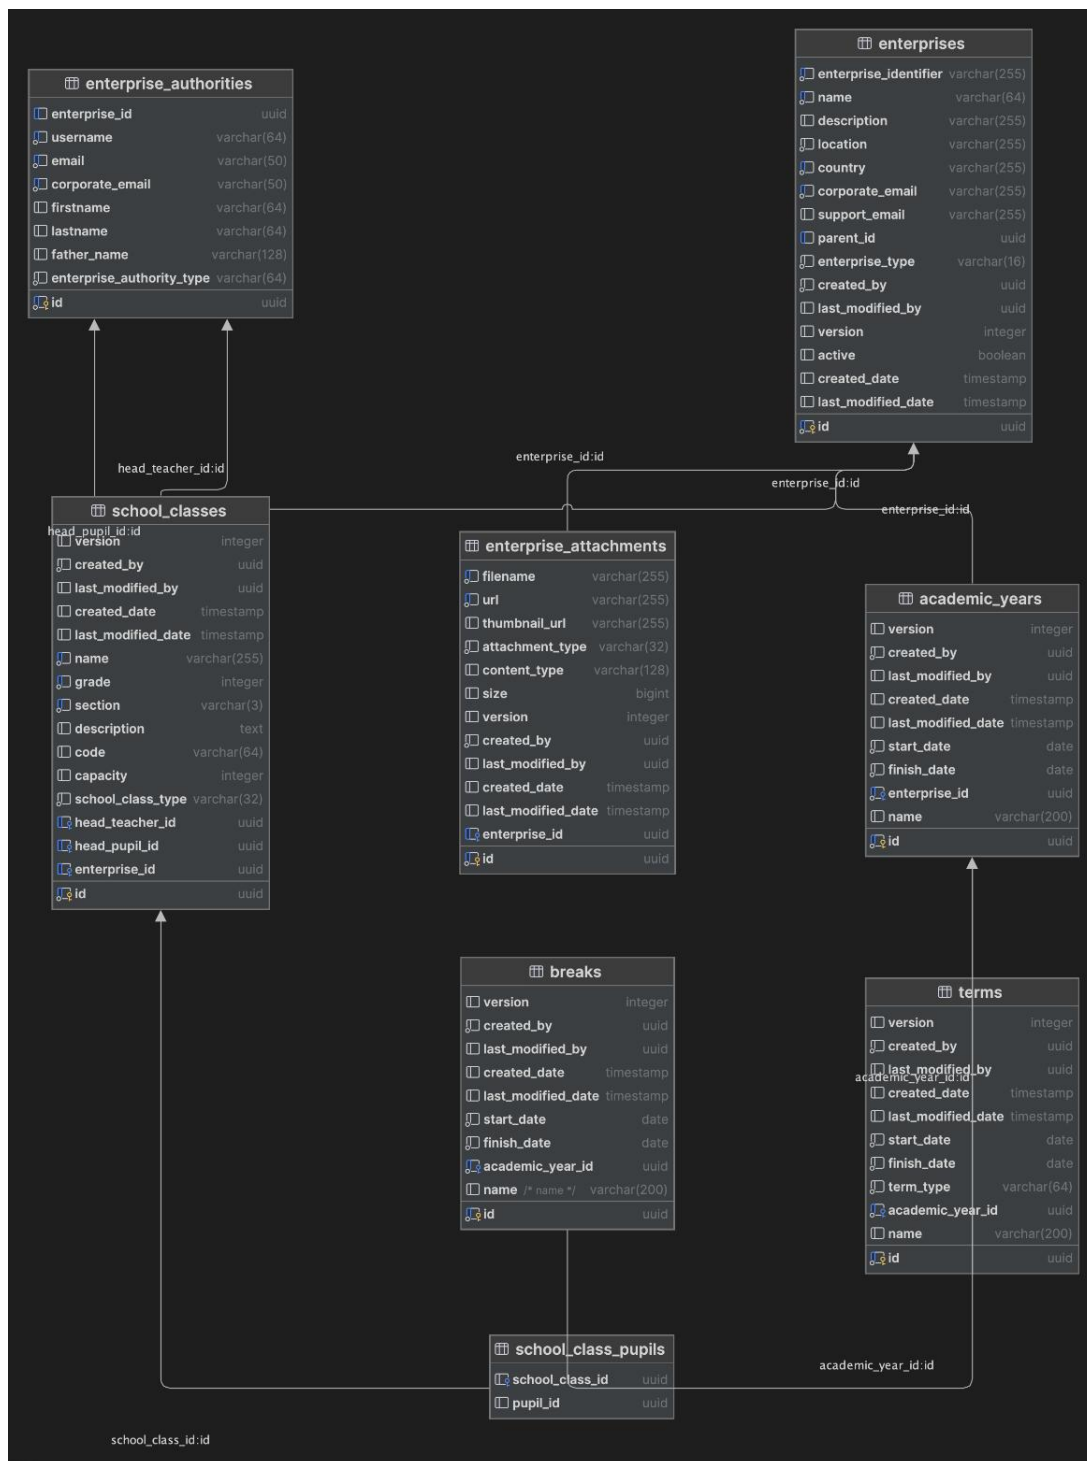 enterprise_authorities
enterprise_id uuid
username varchar(64)
email varchar(50)
corporate_email varchar(50)
firstname varchar(64)
lastname varchar(64)
father_name varchar(128)
enterprise_authority_type varchar(64)
id uuid
enterprises
enterprise_identifier varchar(255)
name varchar(64)
description varchar(255)
location varchar(255)
country varchar(255)
corporate_email varchar(255)
support_email varchar(255)
parent_id uuid
enterprise_type varchar(16)
created_by uuid
last_modified_by uuid
version integer
active boolean
created_date timestamp
last_modified_date timestamp
id uuid
head_teacher_id:id
enterprise_id:id
enterprise_id:id
enterprise_id:id
school_classes
head_pupil_id:id
version integer
created_by uuid
last_modified_by uuid
created_date timestamp
last_modified_date timestamp
name varchar(255)
grade integer
section varchar(3)
description text
code varchar(64)
capacity integer
school_class_type varchar(32)
head_teacher_id uuid
head_pupil_id uuid
enterprise_id uuid
id uuid
enterprise_attachments
filename varchar(255)
url varchar(255)
thumbnail_url varchar(255)
attachment_type varchar(32)
content_type varchar(128)
size bigint
version integer
created_by uuid
last_modified_by uuid
created_date timestamp
last_modified_date timestamp
enterprise_id uuid
id uuid
academic_years
version integer
created_by uuid
last_modified_by uuid
created_date timestamp
last_modified_date timestamp
start_date date
finish_date date
enterprise_id uuid
name varchar(200)
id uuid
breaks
version integer
created_by uuid
last_modified_by uuid
created_date timestamp
last_modified_date timestamp
start_date date
finish_date date
academic_year_id uuid
name /* name */ varchar(200)
id uuid
terms
version integer
created_by uuid
last_modified_by uuid
academic_year_id:id
created_date timestamp
last_modified_date timestamp
start_date date
finish_date date
term_type varchar(64)
academic_year_id uuid
name varchar(200)
id uuid
school_class_pupils
school_class_id uuid
pupil_id uuid
academic_year_id:id
school_class_id:id